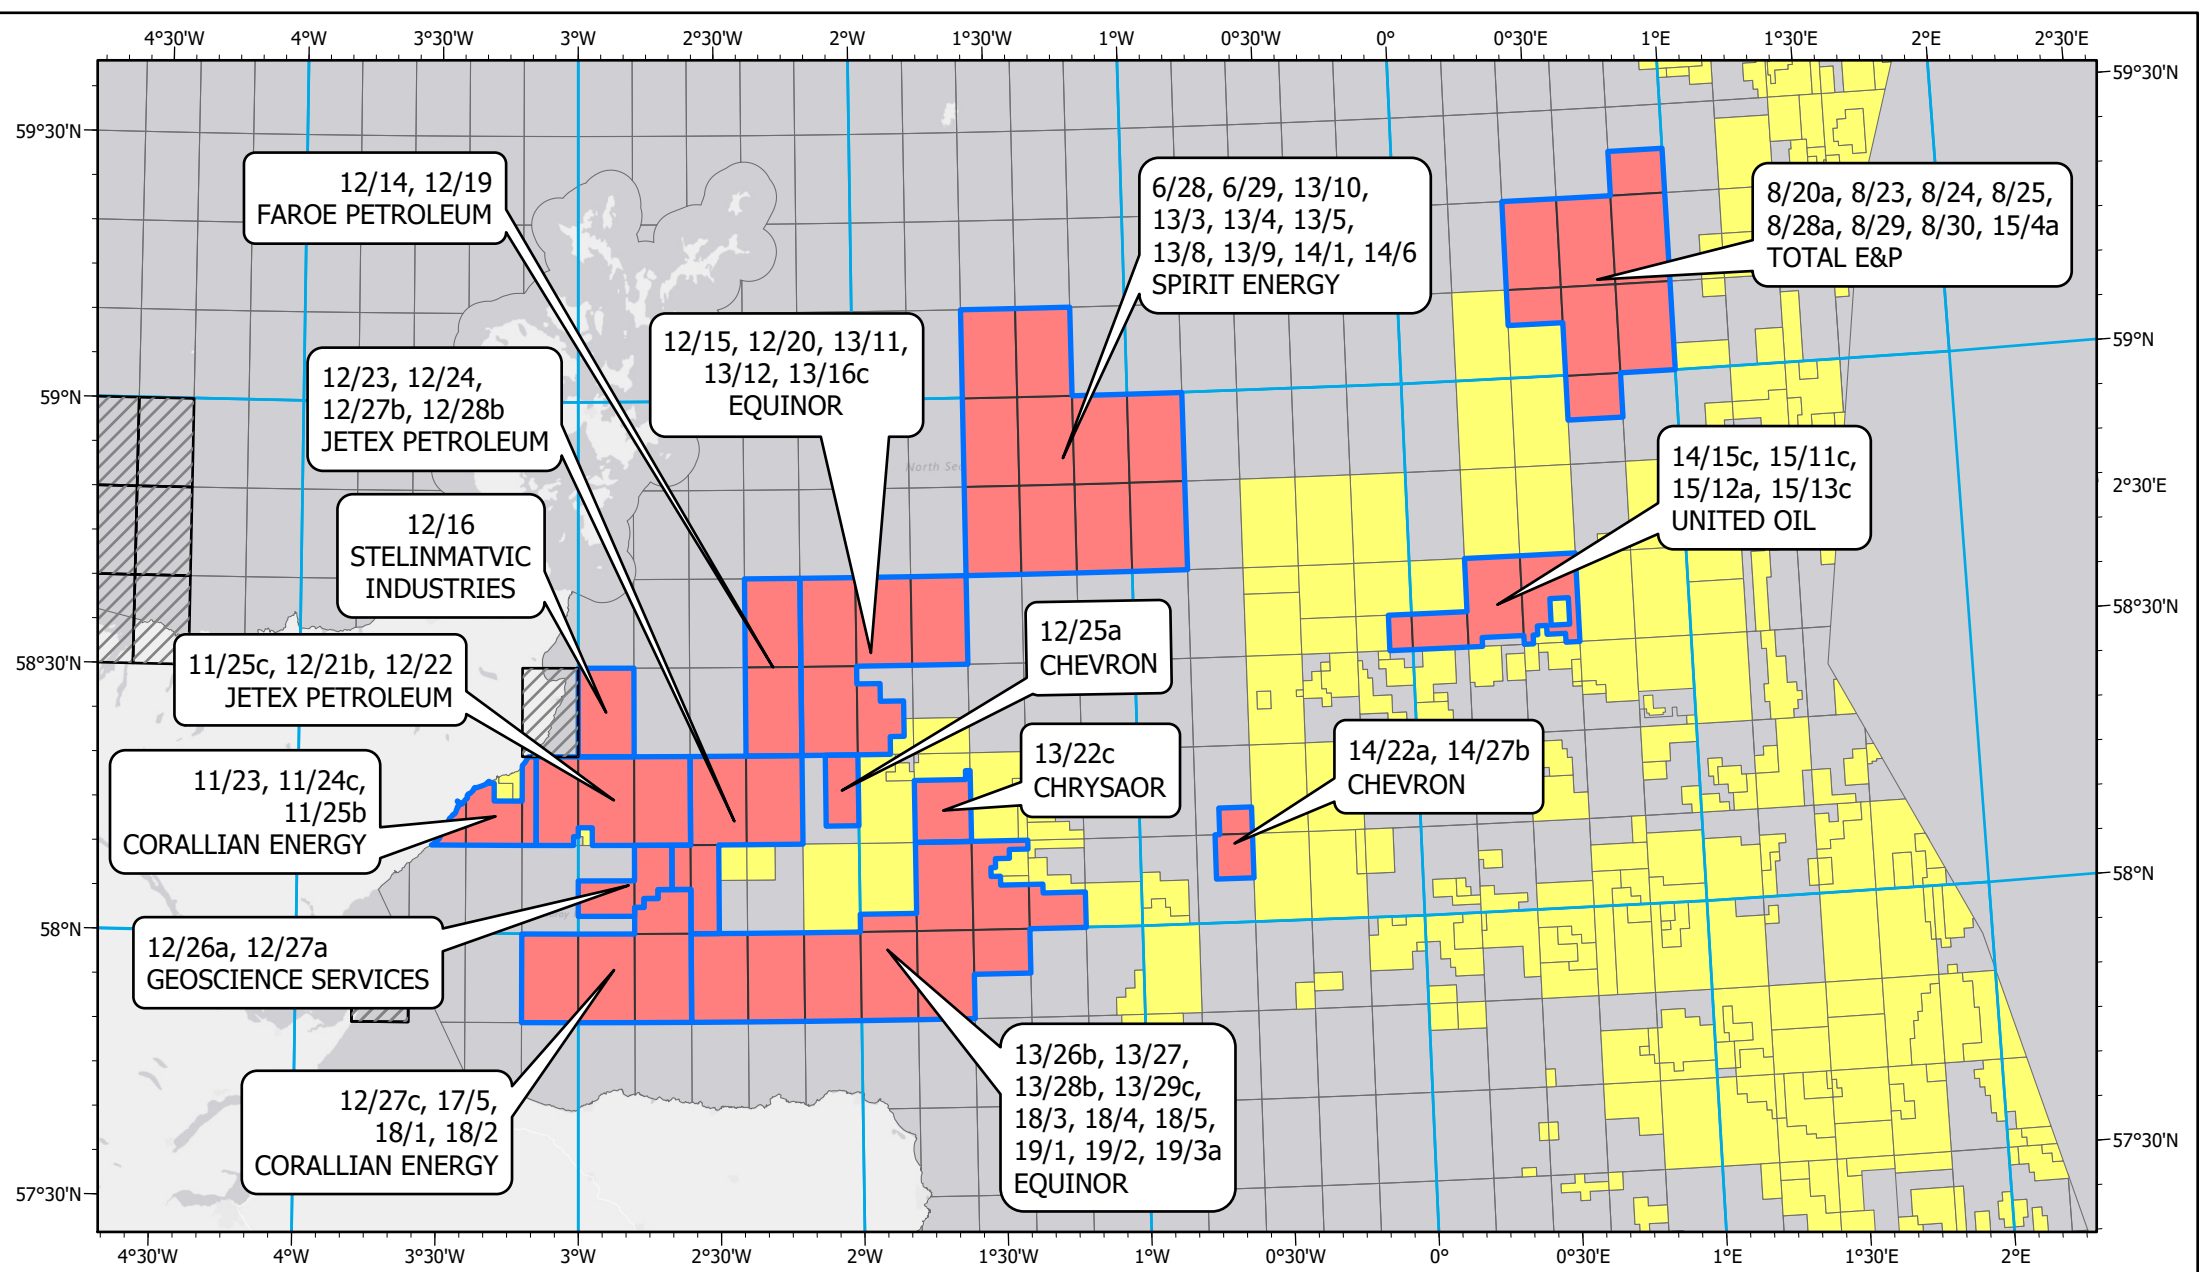 4°30'W 4°W 3°30'W 3°W 2°30'W 2°W 1°30'W 1°W 0°30'W 0° 0°30'E 1°E 1°30'E 2°E 2°30'E
59°30'N
59°30'N
12/14, 12/19
FAROE PETROLEUM
6/28, 6/29, 13/10,
13/3, 13/4, 13/5,
13/8, 13/9, 14/1, 14/6
SPIRIT ENERGY
8/20a, 8/23, 8/24, 8/25,
8/28a, 8/29, 8/30, 15/4a
TOTAL E&P
12/15, 12/20, 13/11,
13/12, 13/16c
EQUINOR
59°N
12/23, 12/24,
12/27b, 12/28b
JETEX PETROLEUM
59°N
North Sea
14/15c, 15/11c,
15/12a, 15/13c
UNITED OIL
2°30'E
12/16
STELINMATVIC
INDUSTRIES
58°30'N
12/25a
CHEVRON
58°30'N
11/25c, 12/21b, 12/22
JETEX PETROLEUM
13/22c
CHRYSAOR
14/22a, 14/27b
CHEVRON
11/23, 11/24c,
11/25b
CORALLIAN ENERGY
58°N
58°N
12/26a, 12/27a
GEOSCIENCE SERVICES
13/26b, 13/27,
13/28b, 13/29c,
18/3, 18/4, 18/5,
19/1, 19/2, 19/3a
EQUINOR
12/27c, 17/5,
18/1, 18/2
CORALLIAN ENERGY
57°30'N
57°30'N
4°30'W 4°W 3°30'W 3°W 2°30'W 2°W 1°30'W 1°W 0°30'W 0° 0°30'E 1°E 1°30'E 2°E